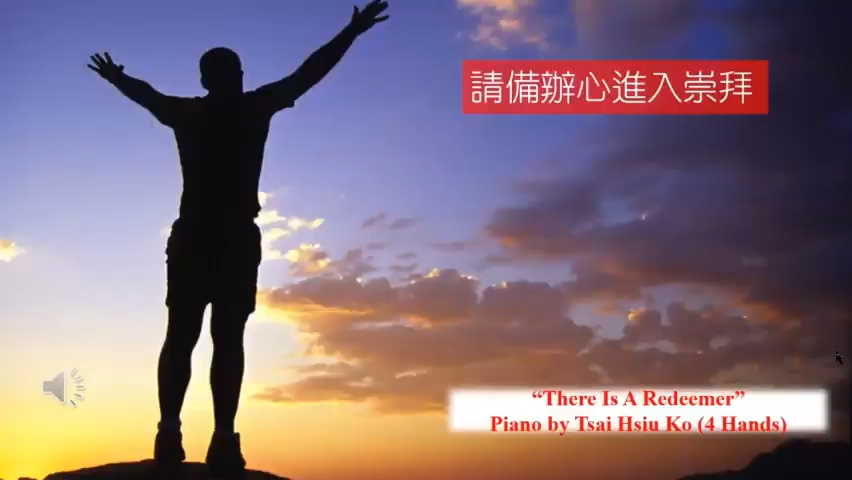 請備辦心進入崇拜
“There Is A Redeemer”
Piano by Tsai Hsiu Ko (4 Hands)